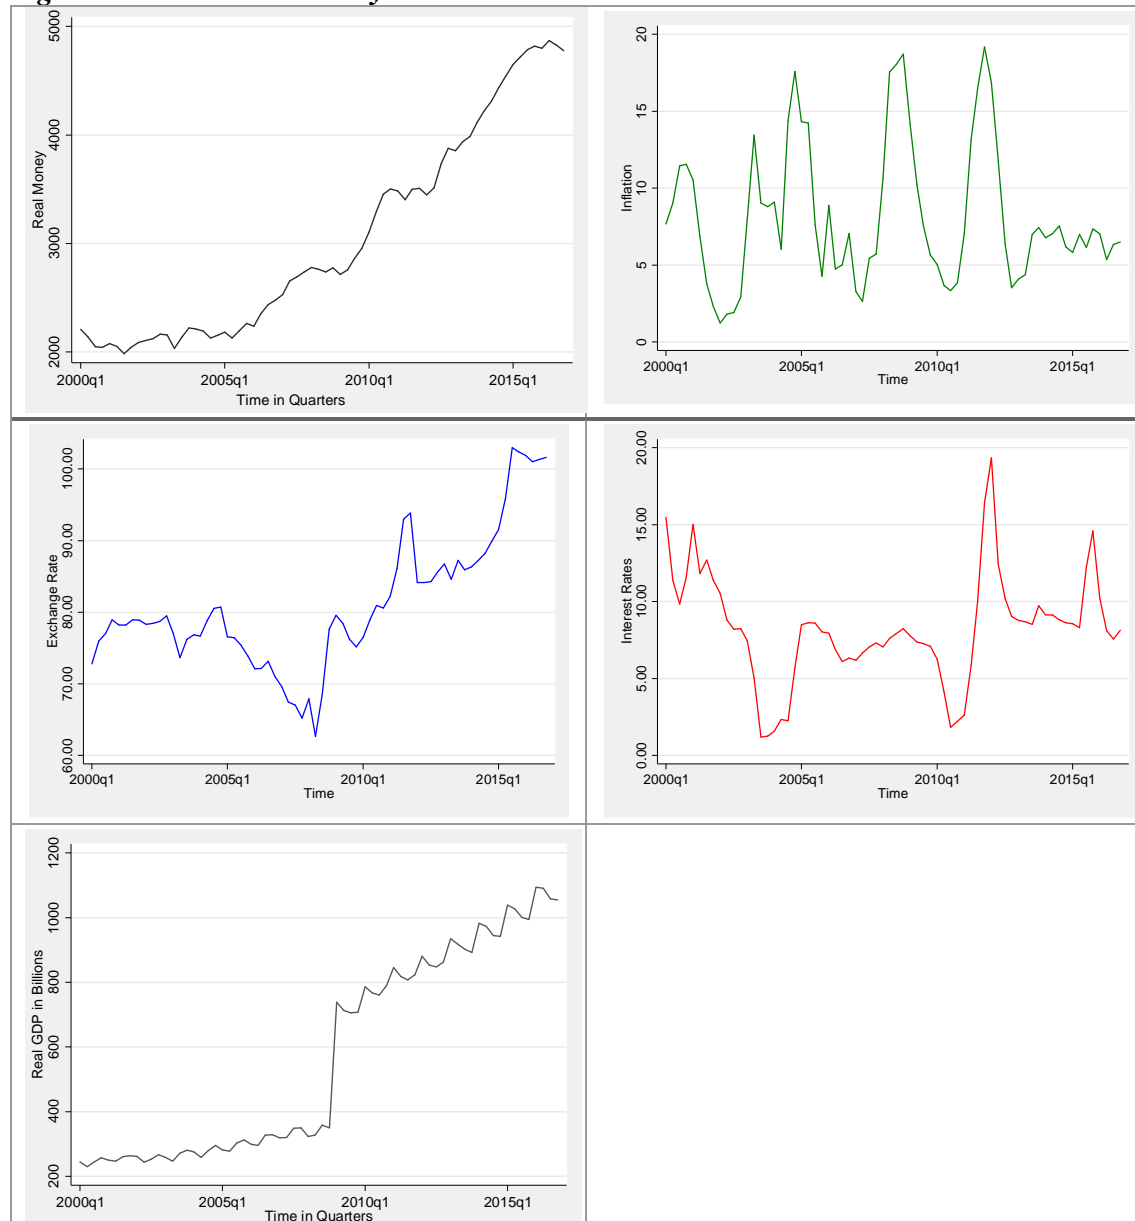 5000
4000
3000
2000
Real Money
2000q1 2005q1 2010q1 2015q1
Time in Quarters
20
15
10
5
0
Inflation
2000q1 2005q1 2010q1 2015q1
Time
100.00
90.00
80.00
70.00
60.00
Exchange Rate
2000q1 2005q1 2010q1 2015q1
Time
20.00
15.00
10.00
5.00
0.00
Interest Rates
2000q1 2005q1 2010q1 2015q1
Time
1200
1000
800
600
400
200
Real GDP in Billions
2000q1 2005q1 2010q1 2015q1
Time in Quarters